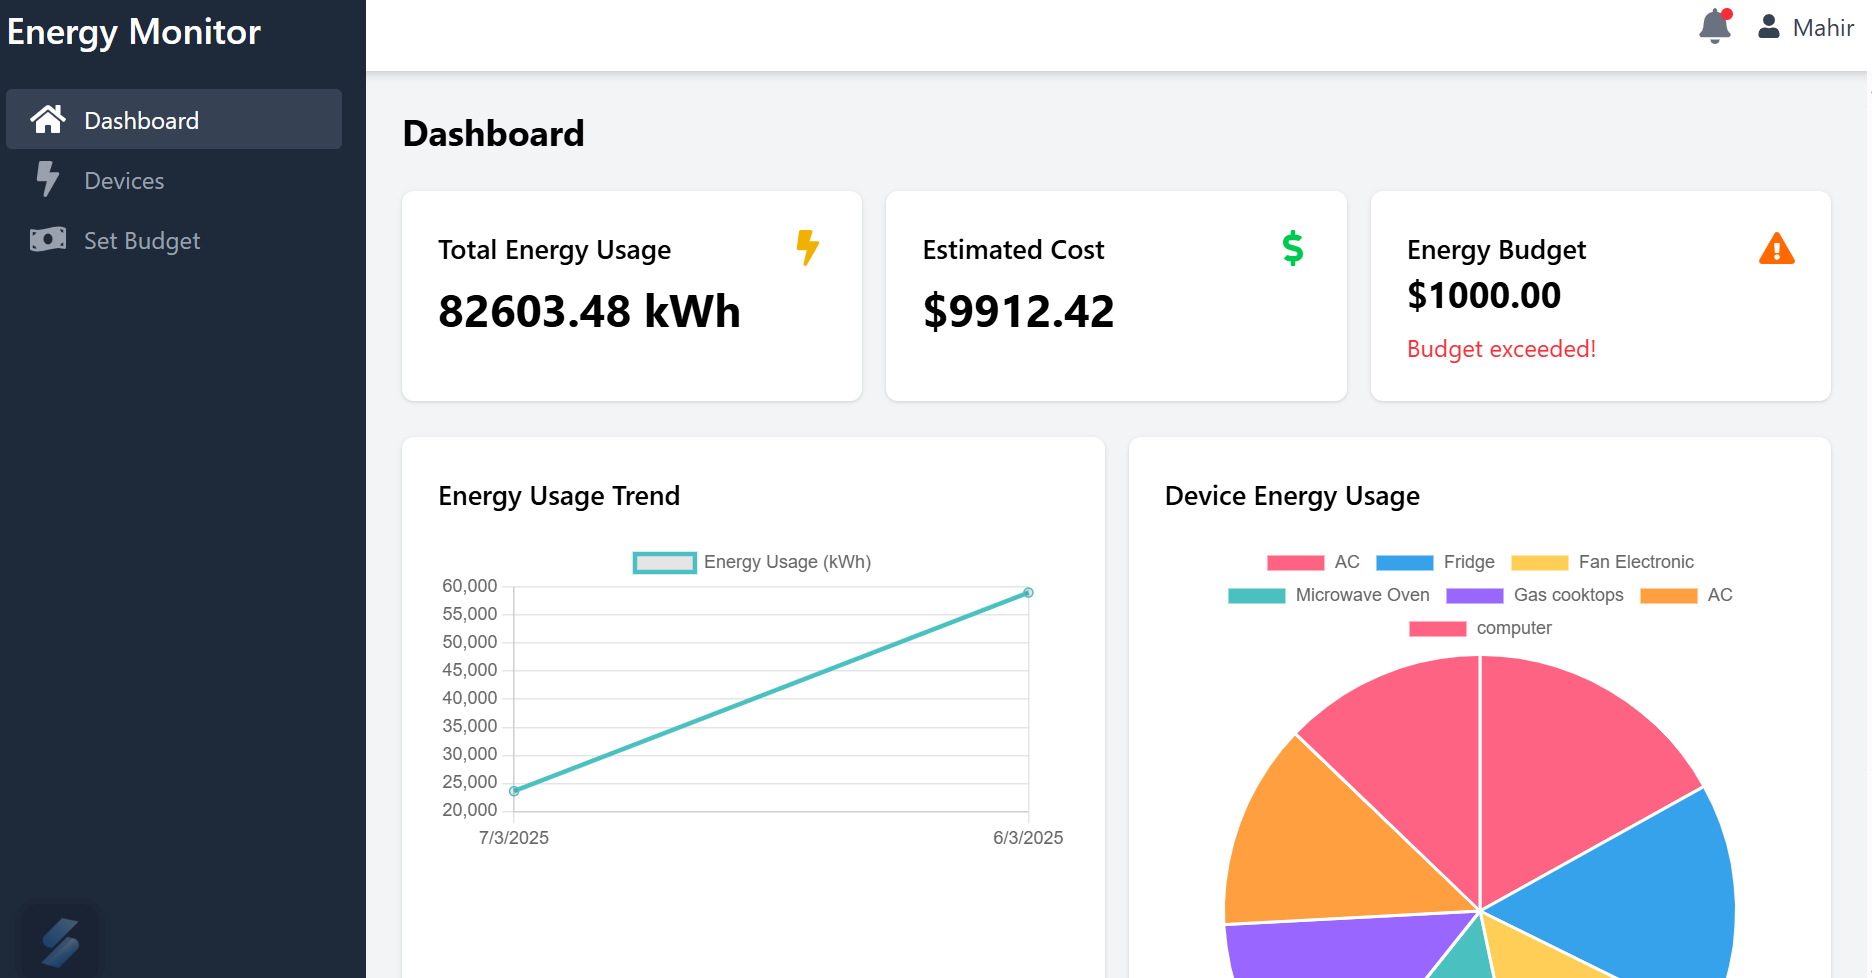 Energy Monitor
Mahir
Dashboard
Devices
Set Budget
Dashboard
Total Energy Usage
82603.48 kWh
Estimated Cost
$9912.42
Energy Budget
$1000.00
Budget exceeded!
Energy Usage Trend
Energy Usage (kWh)
60,000
55,000
50,000
45,000
40,000
35,000
30,000
25,000
20,000
7/3/2025 6/3/2025
Device Energy Usage
AC Fridge Fan Electronic
Microwave Oven Gas cooktops AC
computer